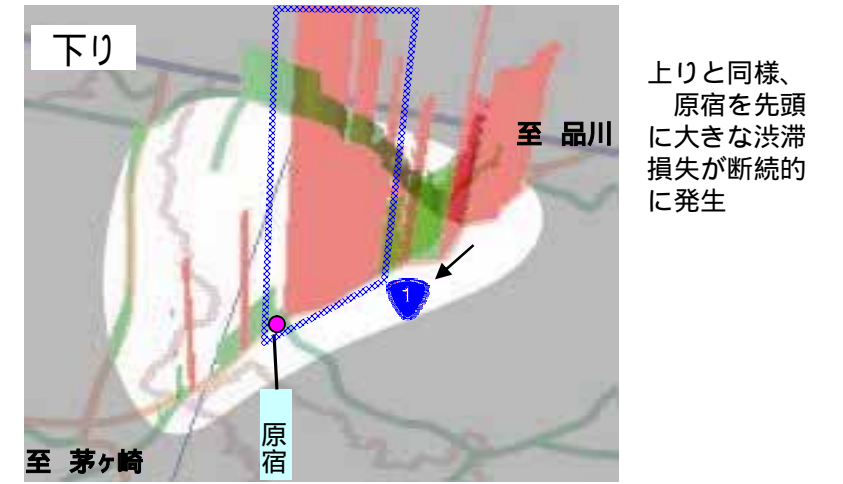 下り
上りと同様、
原宿を先頭
に大きな渋滞
損失が断続的
に発生
至 品川
1
原宿
至 茅ヶ崎